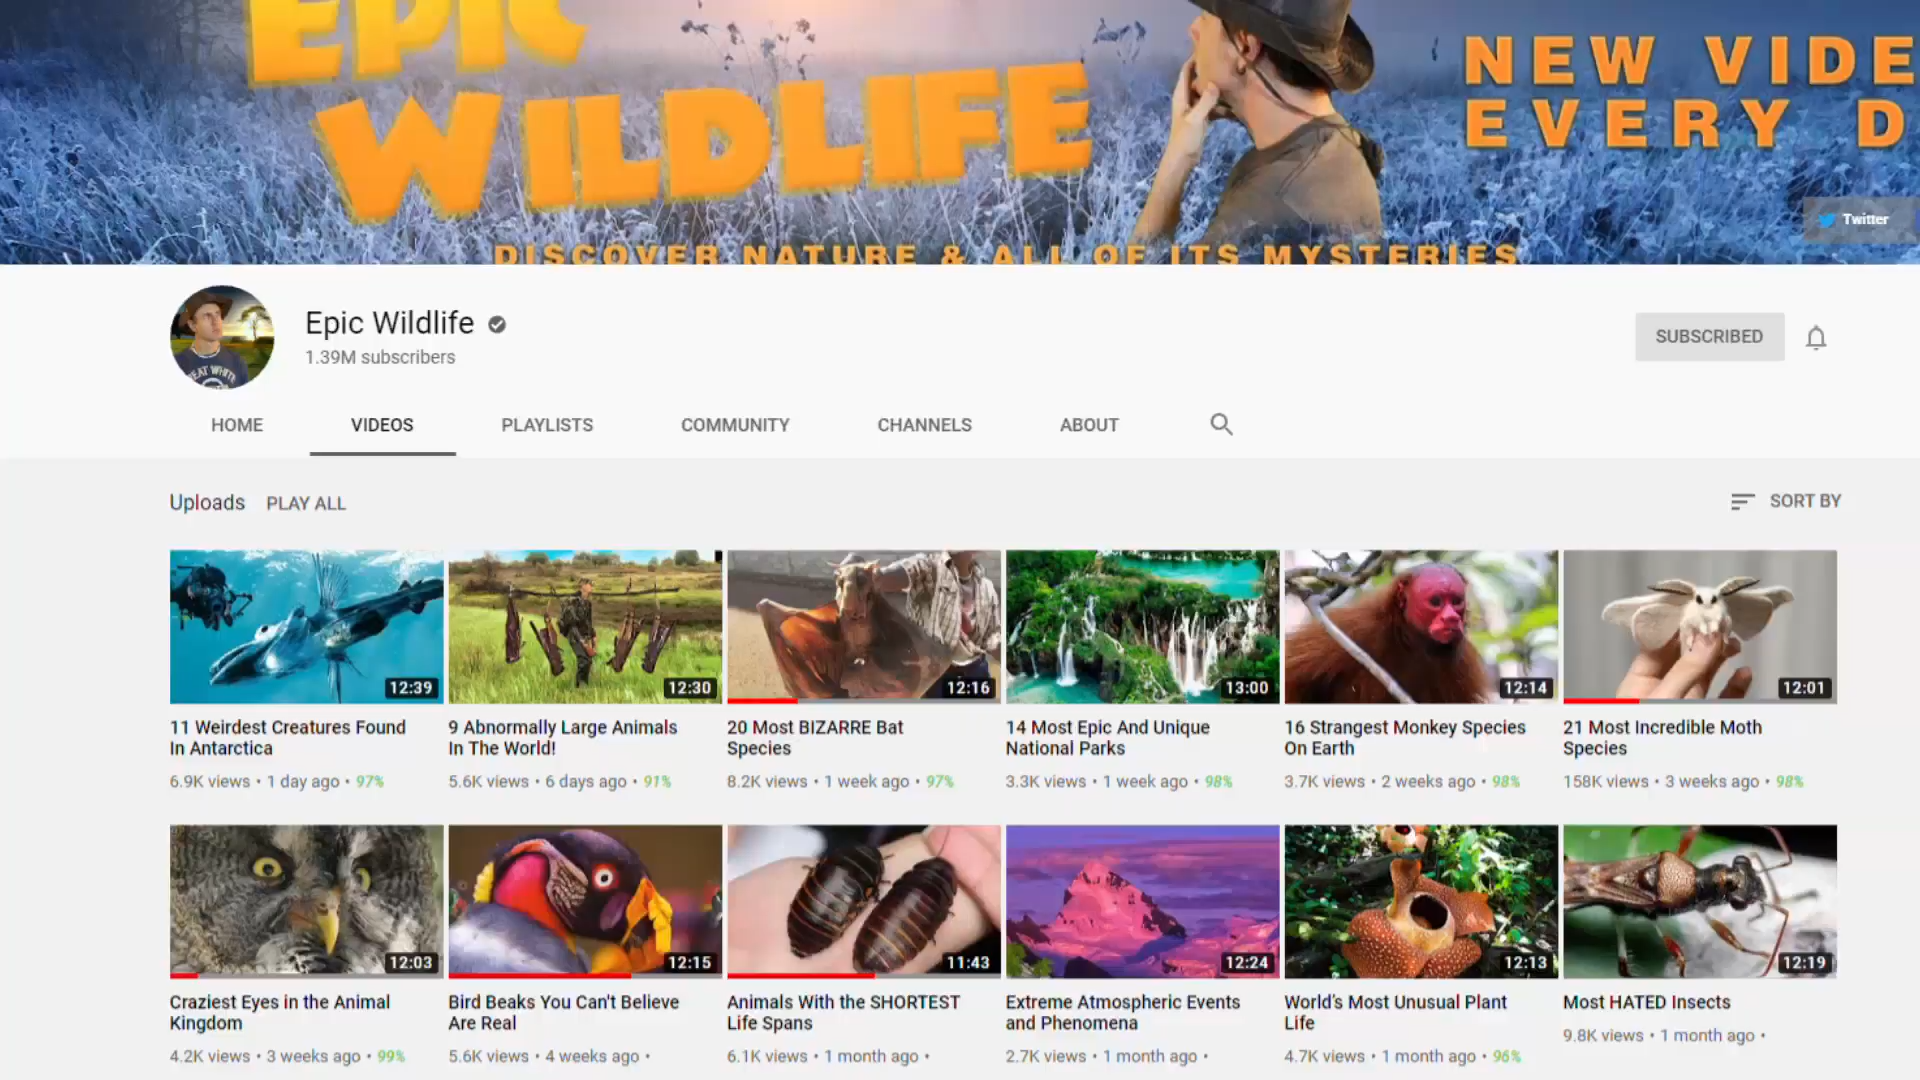 EPIC
WILDLIFE
NEW VIDE
EVERY D
DISCOVER NATURE & ALL OF ITS MYSTERIES
Twitter
Epic Wildlife
1.39M subscribers
SUBSCRIBED
HOME VIDEOS PLAYLISTS COMMUNITY CHANNELS ABOUT
Uploads PLAY ALL SORT BY
12:39 12:30 12:16 13:00 12:14 12:01
11 Weirdest Creatures Found
In Antarctica
6.9K views • 1 day ago • 97%
9 Abnormally Large Animals
In The World!
5.6K views • 6 days ago • 91%
20 Most BIZARRE Bat
Species
8.2K views • 1 week ago • 97%
14 Most Epic And Unique
National Parks
3.3K views • 1 week ago • 98%
16 Strangest Monkey Species
On Earth
3.7K views • 2 weeks ago • 98%
21 Most Incredible Moth
Species
158K views • 3 weeks ago • 98%
12:03 12:15 11:43 12:24 12:13 12:19
Craziest Eyes in the Animal
Kingdom
4.2K views • 3 weeks ago • 99%
Bird Beaks You Can't Believe
Are Real
5.6K views • 4 weeks ago •
Animals With the SHORTEST
Life Spans
6.1K views • 1 month ago •
Extreme Atmospheric Events
and Phenomena
2.7K views • 1 month ago •
World's Most Unusual Plant
Life
4.7K views • 1 month ago • 96%
Most HATED Insects
9.8K views • 1 month ago •